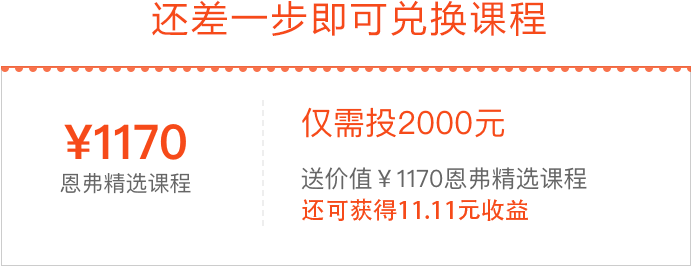 还差一步即可兑换课程
¥1170
恩弗精选课程
仅需投2000元
送价值￥1170恩弗精选课程
还可获得11.11元收益